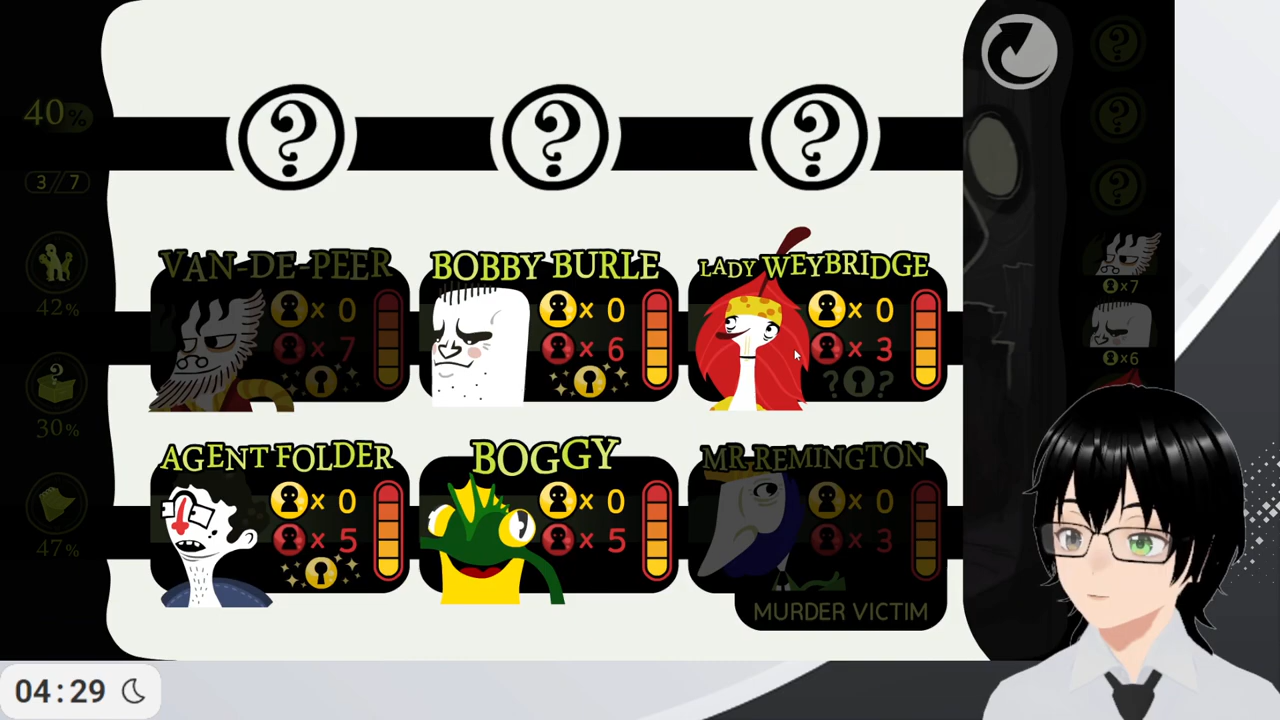 40%
3/7
42%
30%
47%
? ? ?
VAN-DE-PEER
x 0
x 7
BOBBY BURLE
x 0
x 6
LADY WEYBRIDGE
x 0
x 3
? ?
AGENT FOLDER
x 0
x 5
BOGGY
x 0
x 5
MR REMINGTON
x 0
x 3
MURDER VICTIM
?
?
?
x7
x6
04:29